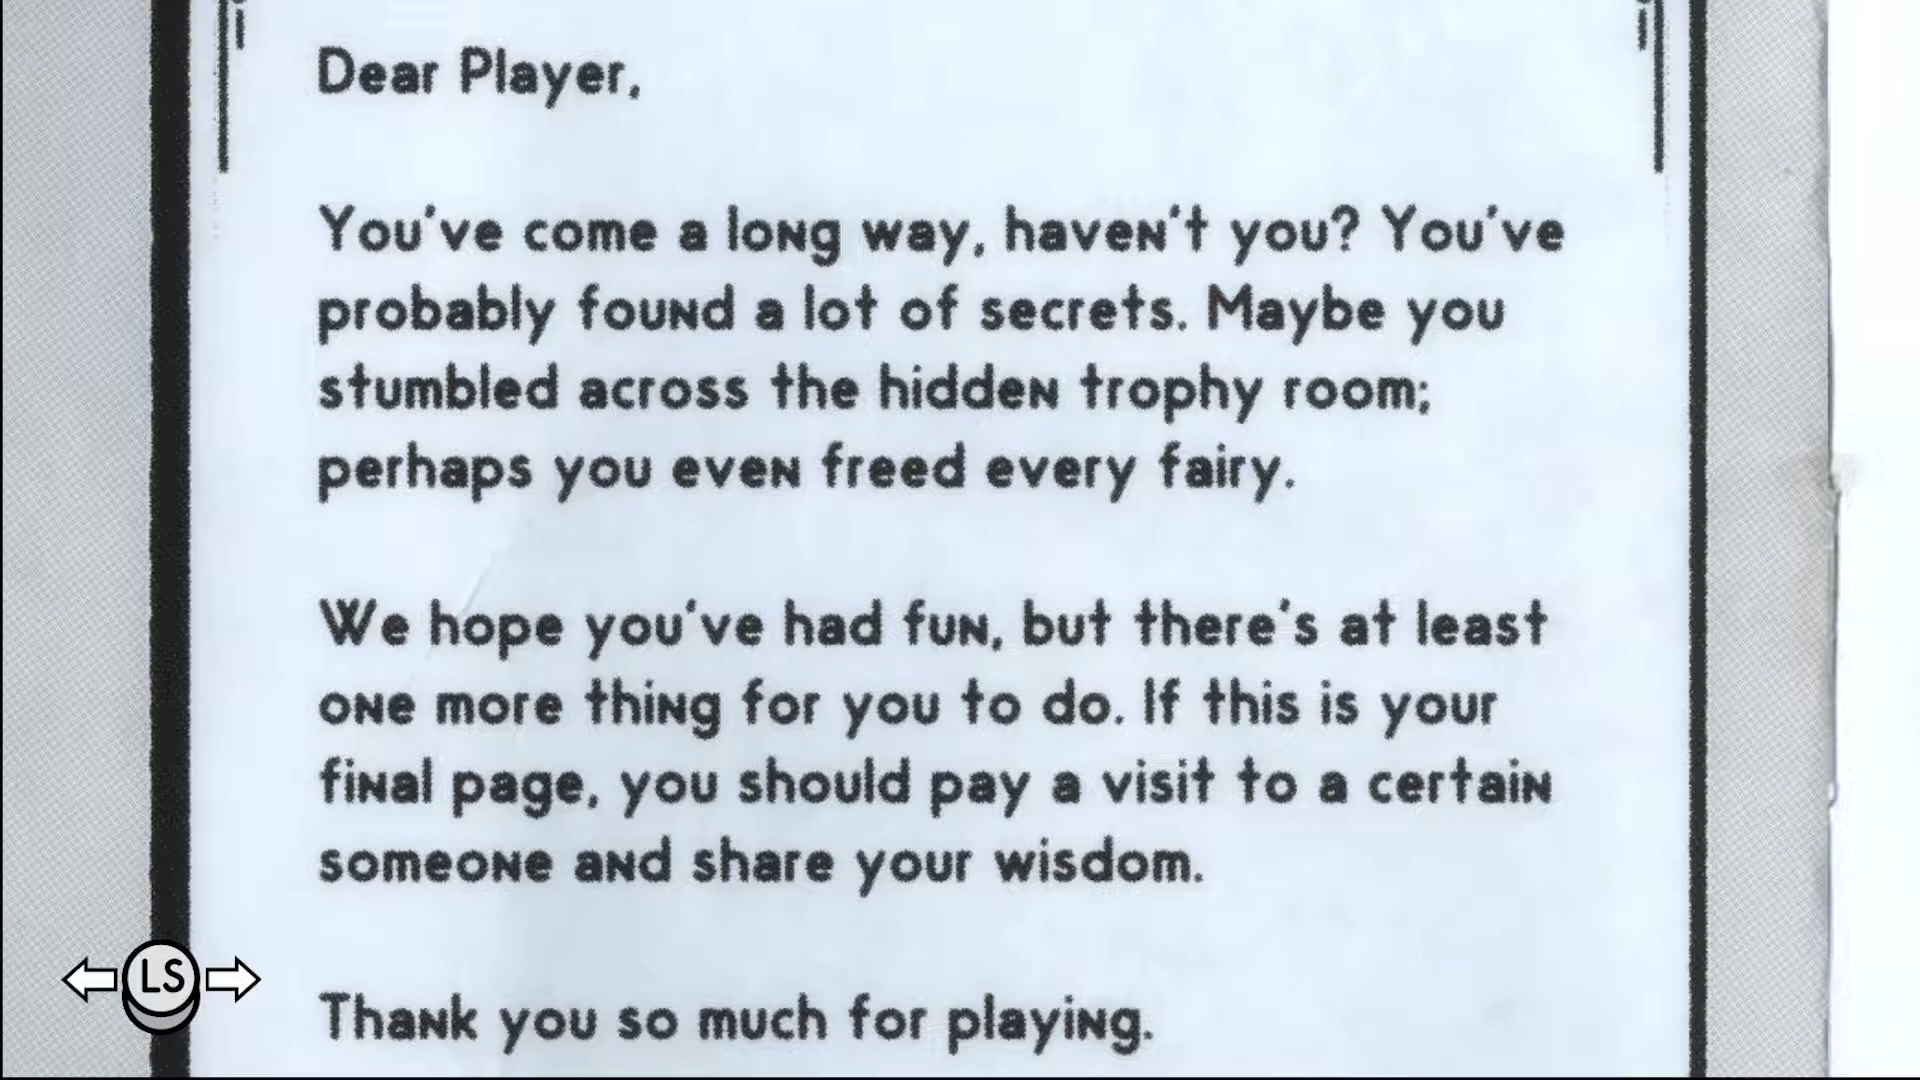 Dear Player,
You've come a long way, haven't you? You've
probably found a lot of secrets. Maybe you
stumbled across the hidden trophy room;
perhaps you even freed every fairy.
We hope you've had fun, but there's at least
one more thing for you to do. If this is your
final page, you should pay a visit to a certain
someone and share your wisdom.
Thank you so much for playing.
LS